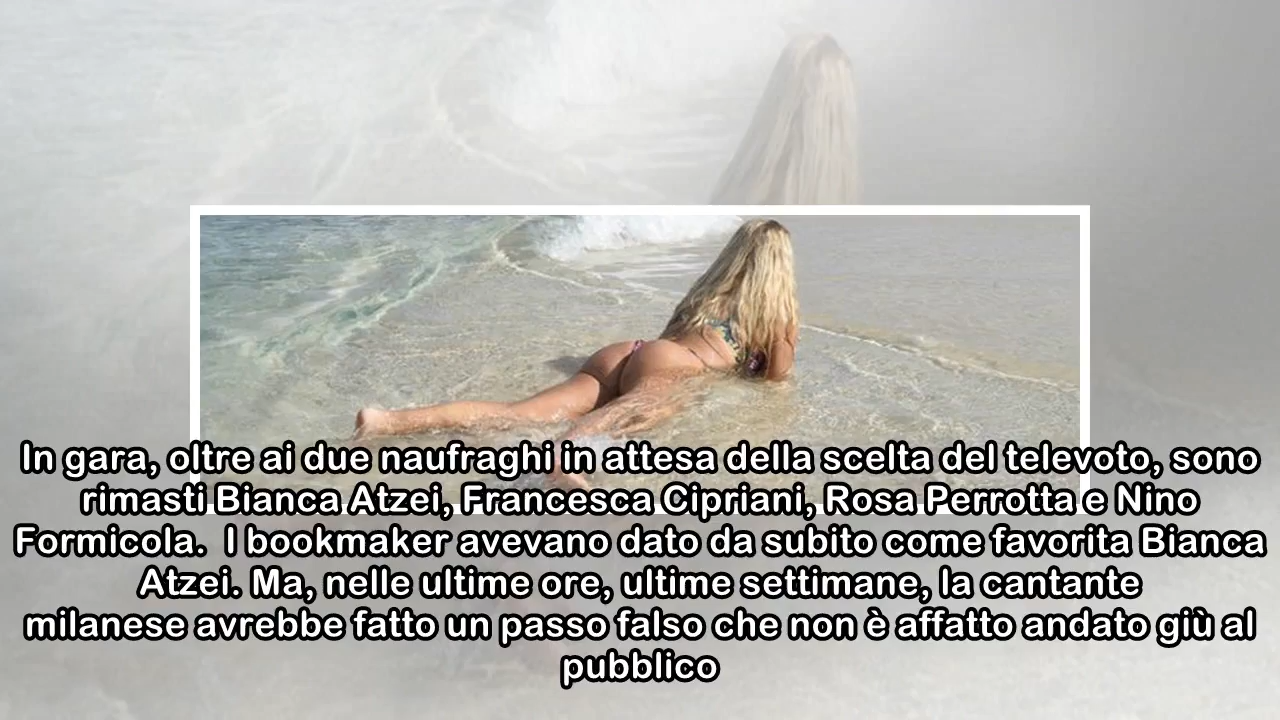 In gara, oltre ai due naufraghi in attesa della scelta del televoto, sono
rimasti Bianca Atzei, Francesca Cipriani, Rosa Perrotta e Nino
Formicola.  I bookmaker avevano dato da subito come favorita Bianca
Atzei. Ma, nelle ultime ore, ultime settimane, la cantante
milanese avrebbe fatto un passo falso che non è affatto andato giù al
pubblico